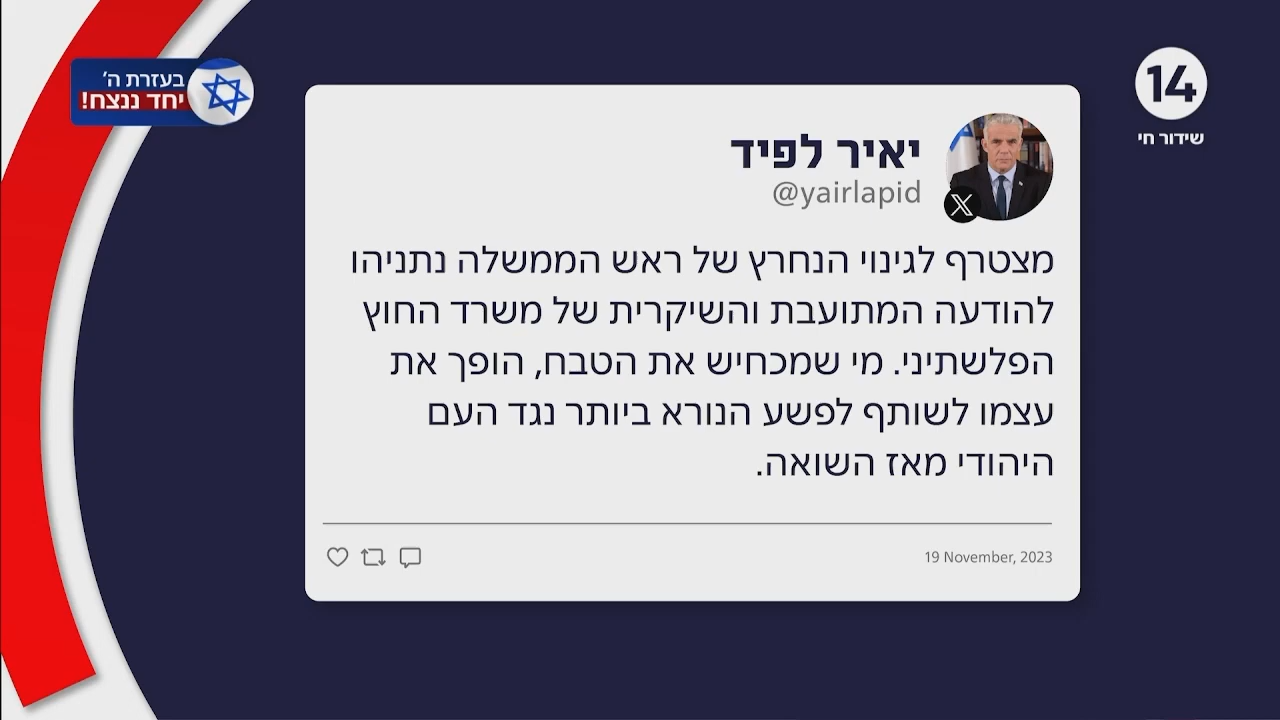 בעזרת ה'
יחד ננצח!
14
שידור חי
יאיר לפיד
@yairlapid
מצטרף לגינוי הנחרץ של ראש הממשלה נתניהו
להודעה המתועבת והשיקרית של משרד החוץ
הפלשתיני. מי שמכחיש את הטבח, הופך את
עצמו לשותף לפשע הנורא ביותר נגד העם
היהודי מאז השואה.
19 November, 2023